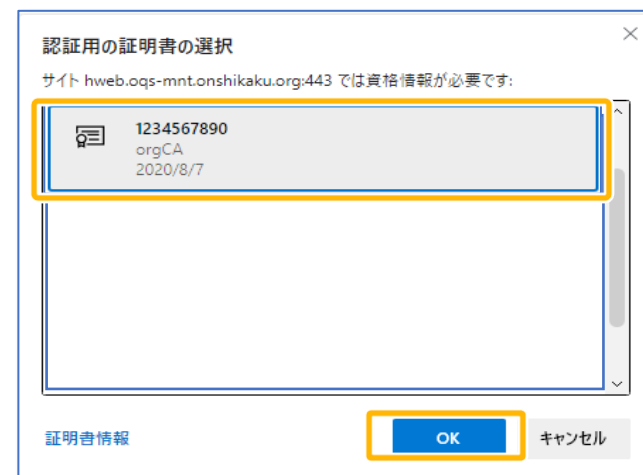 認証用の証明書の選択
サイト hweb.oqs-mnt.onshikaku.org:443 では資格情報が必要です:
1234567890
orgCA
2020/8/7
証明書情報
OK
キャンセル